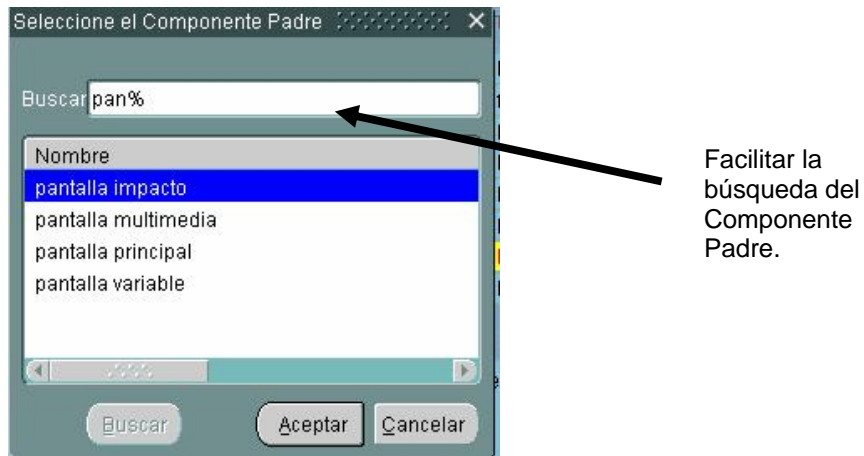 Seleccione el Componente Padre
Buscar pan%
Nombre
pantalla impacto
pantalla multimedia
pantalla principal
pantalla variable
Buscar Aceptar Cancelar
Facilitar la
búsqueda del
Componente
Padre.